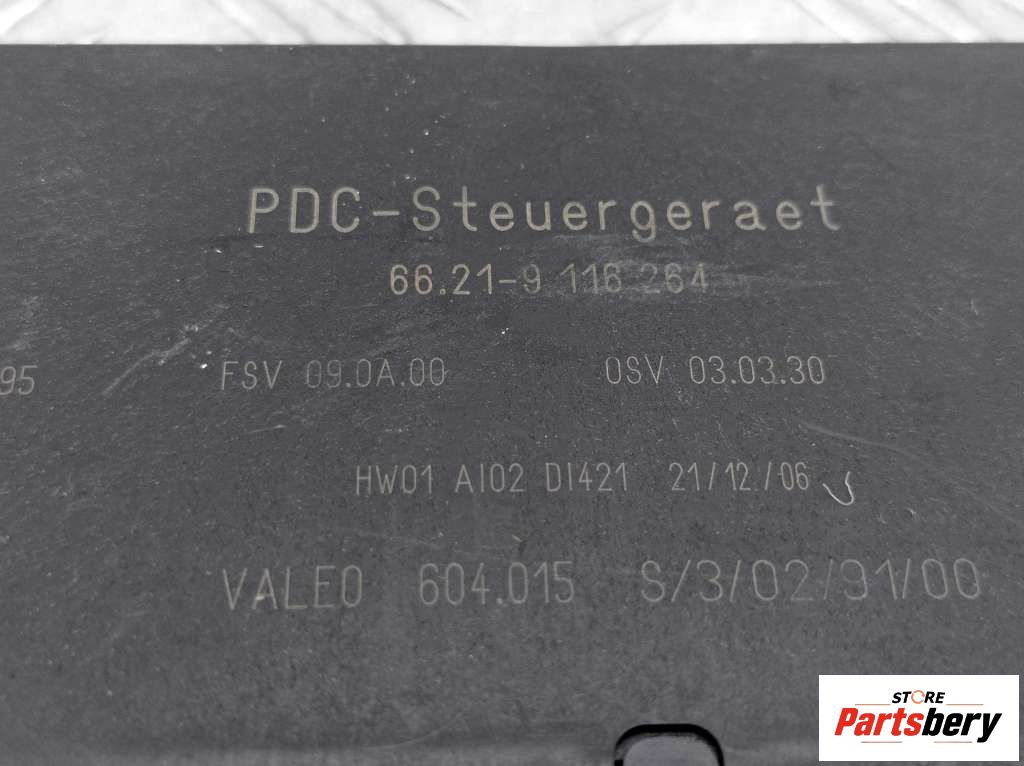 PDC-Steuergeraet
66.21-9 116 264
95 FSV 09.0A.00 OSV 03.03.30
HW01 AI02 DI421 21/12/06
VALEO 604.015 S/3/02/91/00
STORE
Partsbery